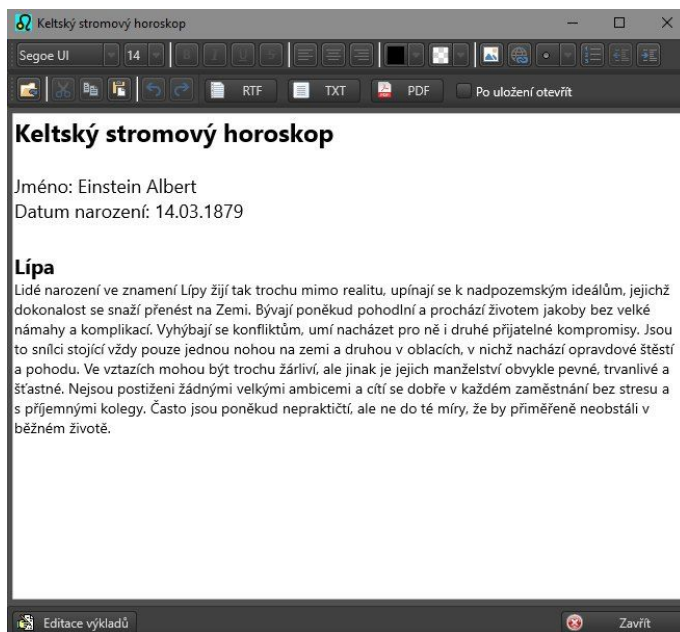 Keltský stromový horoskop
Segoe UI 14 B I U S
RTF TXT PDF Po uložení otevřít
Keltský stromový horoskop
Jméno: Einstein Albert
Datum narození: 14.03.1879
Lípa
Lidé narození ve znamení Lípy žijí tak trochu mimo realitu, upínají se k nadpozemským ideálům, jejichž
dokonalost se snaží přenést na Zemi. Bývají poněkud pohodlní a prochází životem jakoby bez velké
námahy a komplikací. Vyhýbají se konfliktům, umí nacházet pro ně i druhé přijatelné kompromisy. Jsou
to snílci stojící vždy pouze jednou nohou na zemi a druhou v oblacích, v nichž nachází opravdové štěstí
a pohodu. Ve vztazích mohou být trochu žárliví, ale jinak je jejich manželství obvykle pevné, trvanlivé a
šťastné. Nejsou postiženi žádnými velkými ambicemi a cítí se dobře v každém zaměstnání bez stresu a
s příjemnými kolegy. Často jsou poněkud nepraktičtí, ale ne do té míry, že by přiměřeně neobstáli v
běžném životě.
Editace výkladů Zavřít